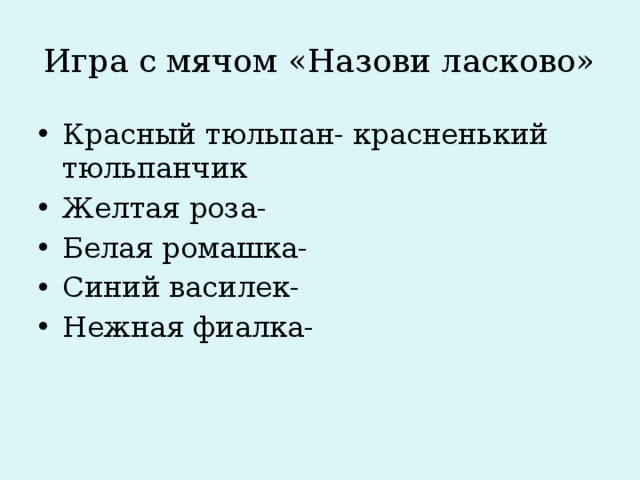 Игра с мячом «Назови ласково»
• Красный тюльпан- красненький
тюльпанчик
• Желтая роза-
• Белая ромашка-
• Синий василек-
• Нежная фиалка-